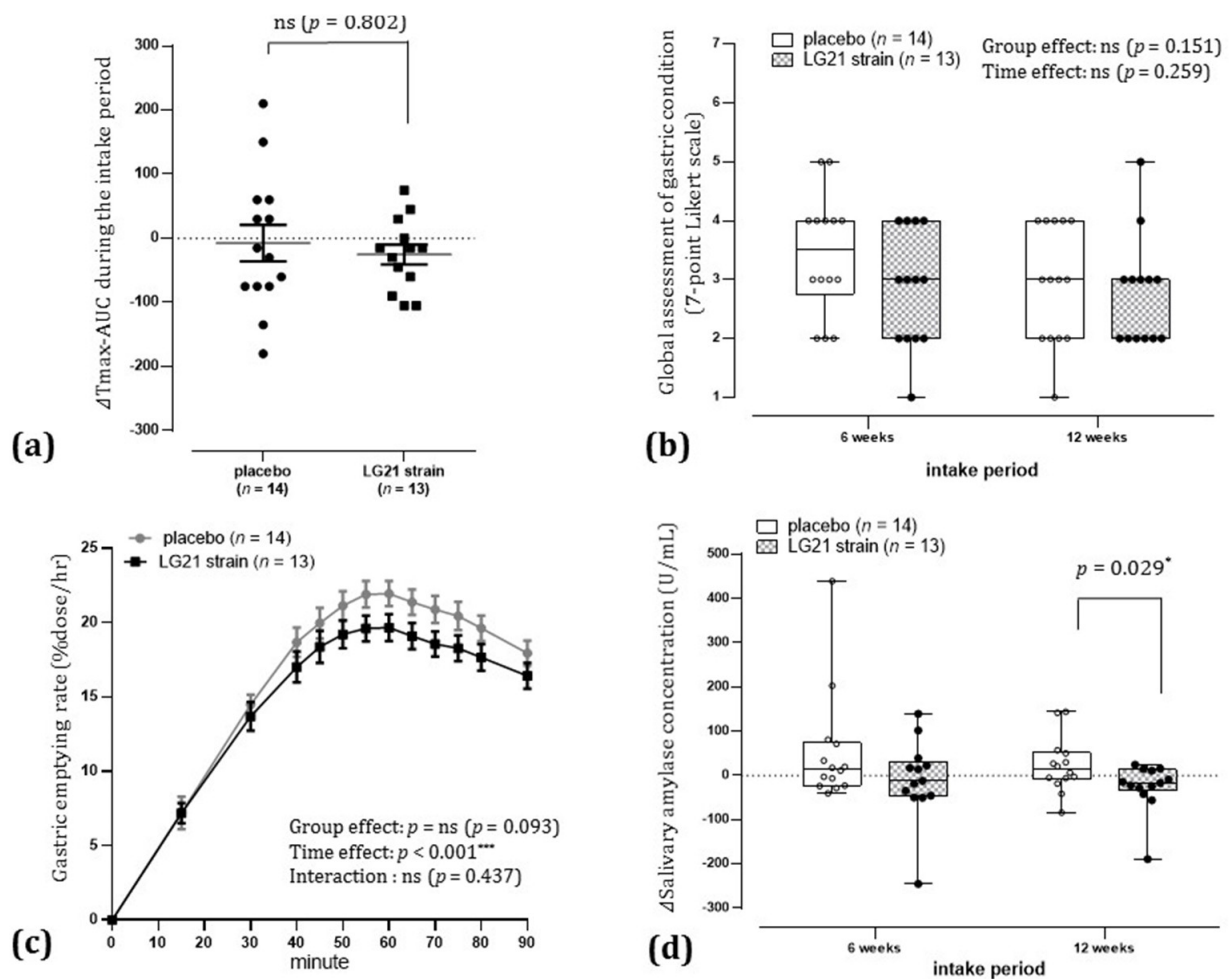 ns (p = 0.802)
ΔTmax-AUC during the intake period
300
200
100
0
-100
-200
-300
placebo
(n = 14)
LG21 strain
(n = 13)
(a)
placebo (n = 14)
LG21 strain (n = 13)
Group effect: ns (p = 0.151)
Time effect: ns (p = 0.259)
Global assessment of gastric condition
(7-point Likert scale)
7
6
5
4
3
2
1
6 weeks
12 weeks
intake period
(b)
placebo (n = 14)
LG21 strain (n = 13)
Gastric emptying rate (%dose/hr)
25
20
15
10
5
0
Group effect: p = ns (p = 0.093)
Time effect: p < 0.001***
Interaction : ns (p = 0.437)
0 10 20 30 40 50 60 70 80 90
minute
(c)
placebo (n = 14)
LG21 strain (n = 13)
p = 0.029*
ΔSalivary amylase concentration (U/mL)
500
400
300
200
100
0
-100
-200
-300
6 weeks
12 weeks
intake period
(d)